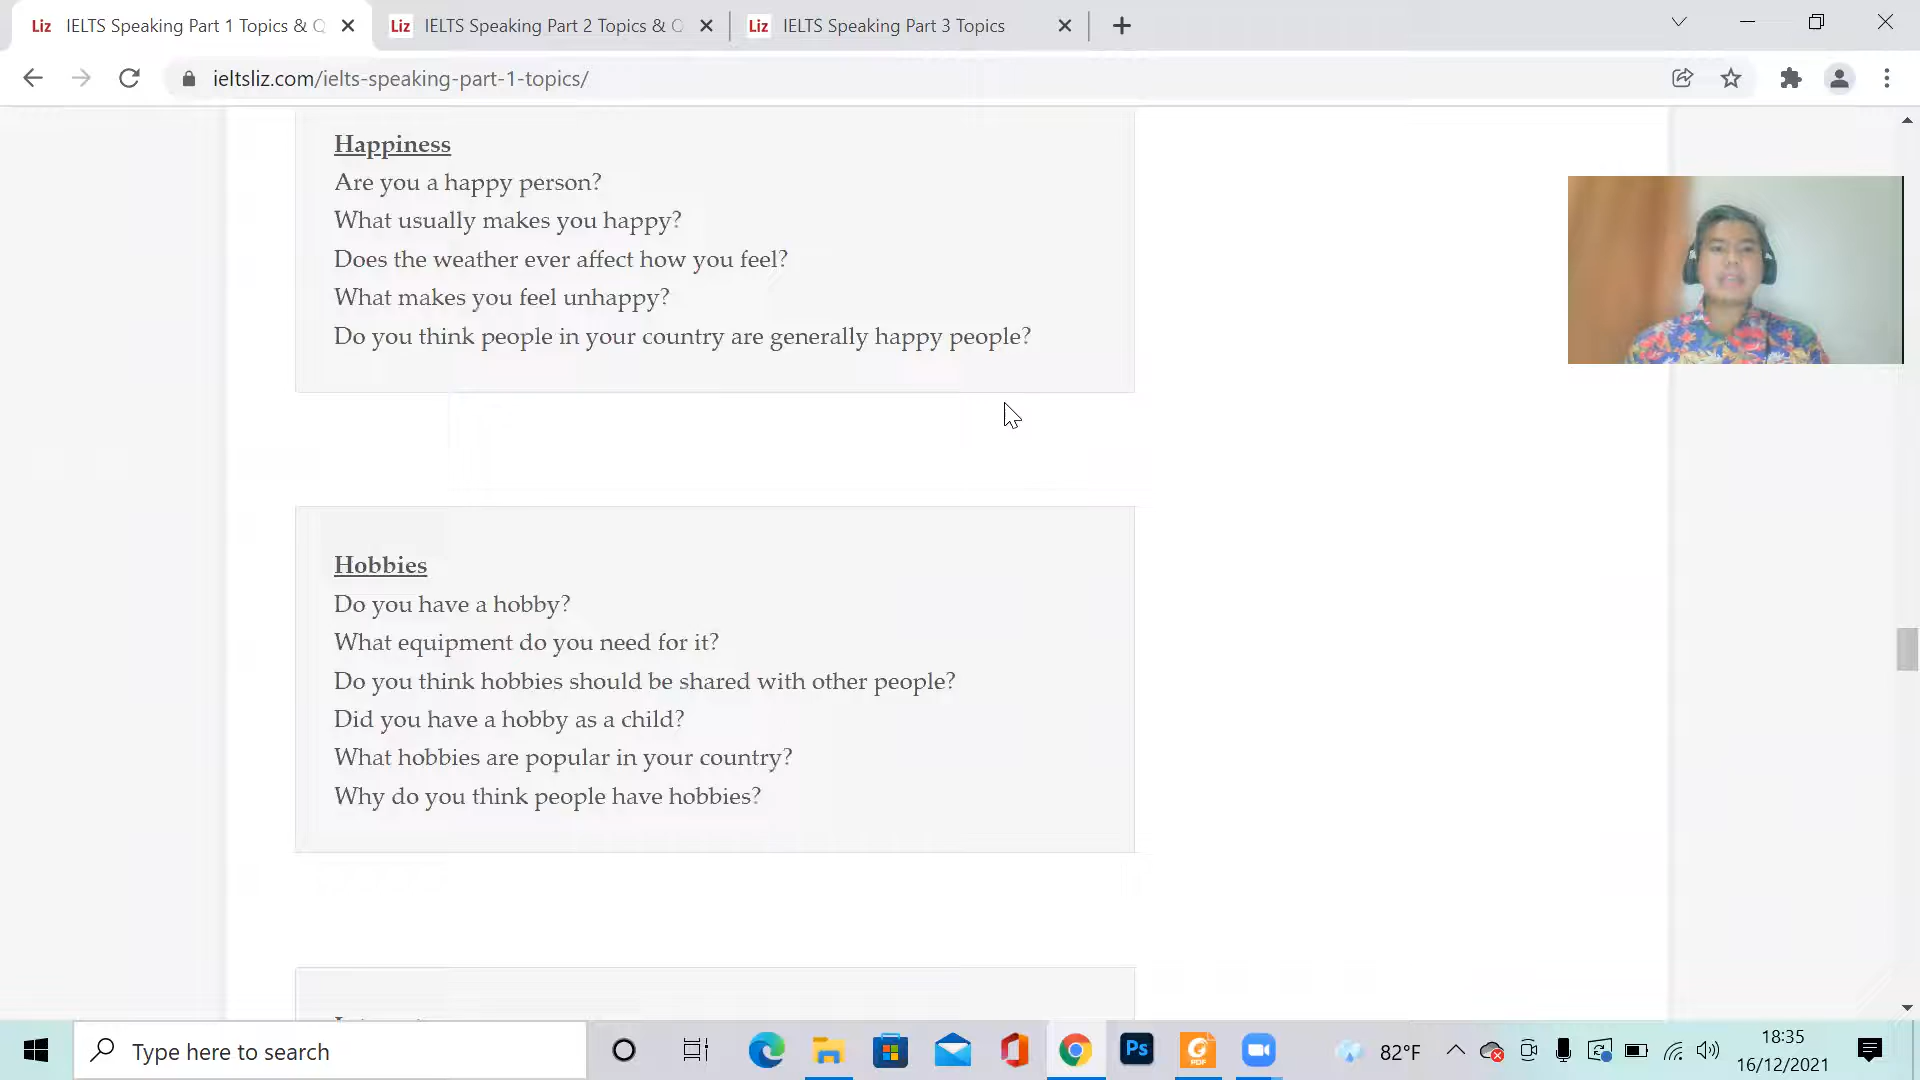 Liz IELTS Speaking Part 1 Topics & Q
Liz IELTS Speaking Part 2 Topics & Q
Liz IELTS Speaking Part 3 Topics
ieltsliz.com/ielts-speaking-part-1-topics/
Happiness
Are you a happy person?
What usually makes you happy?
Does the weather ever affect how you feel?
What makes you feel unhappy?
Do you think people in your country are generally happy people?
Hobbies
Do you have a hobby?
What equipment do you need for it?
Do you think hobbies should be shared with other people?
Did you have a hobby as a child?
What hobbies are popular in your country?
Why do you think people have hobbies?
Type here to search
Ps
PDF
82°F
18:35
16/12/2021